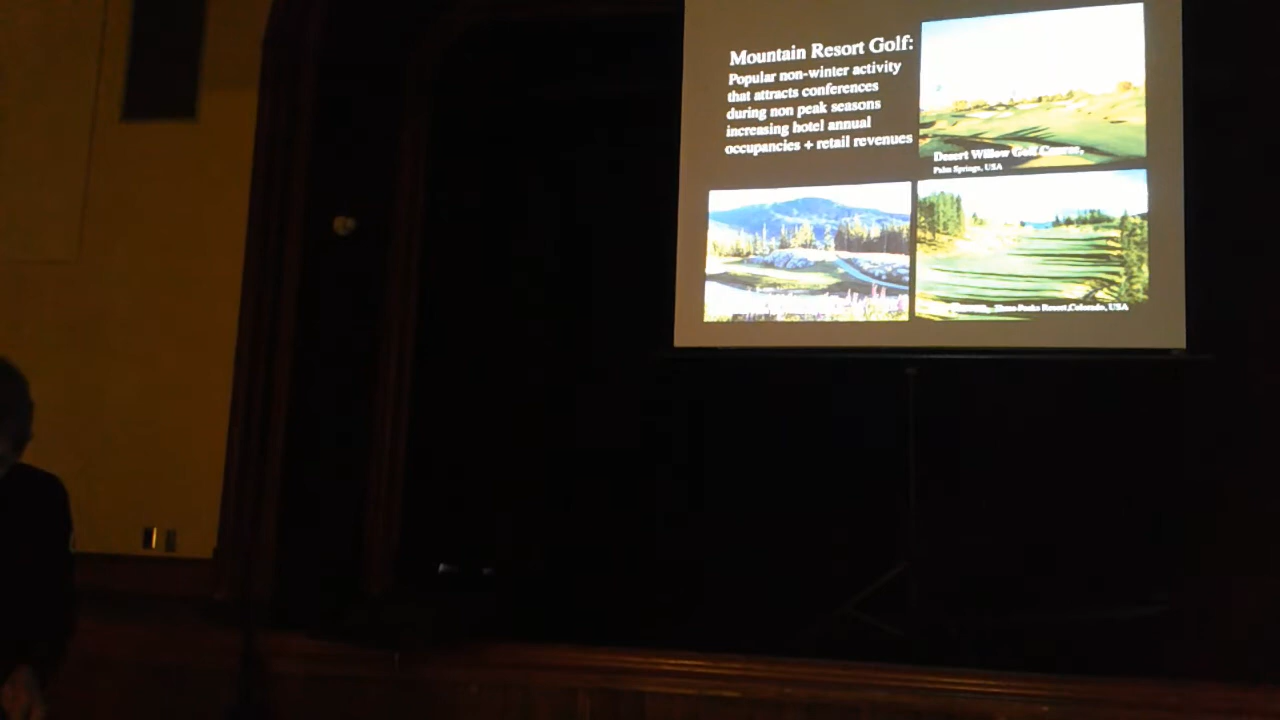 Mountain Resort Golf:
Popular non-winter activity
that attracts conferences
during non peak seasons
increasing hotel annual
occupancies + retail revenues
Desert Willow Golf Course,
Palm Springs, USA
Three Peaks Resort,Colorado, USA